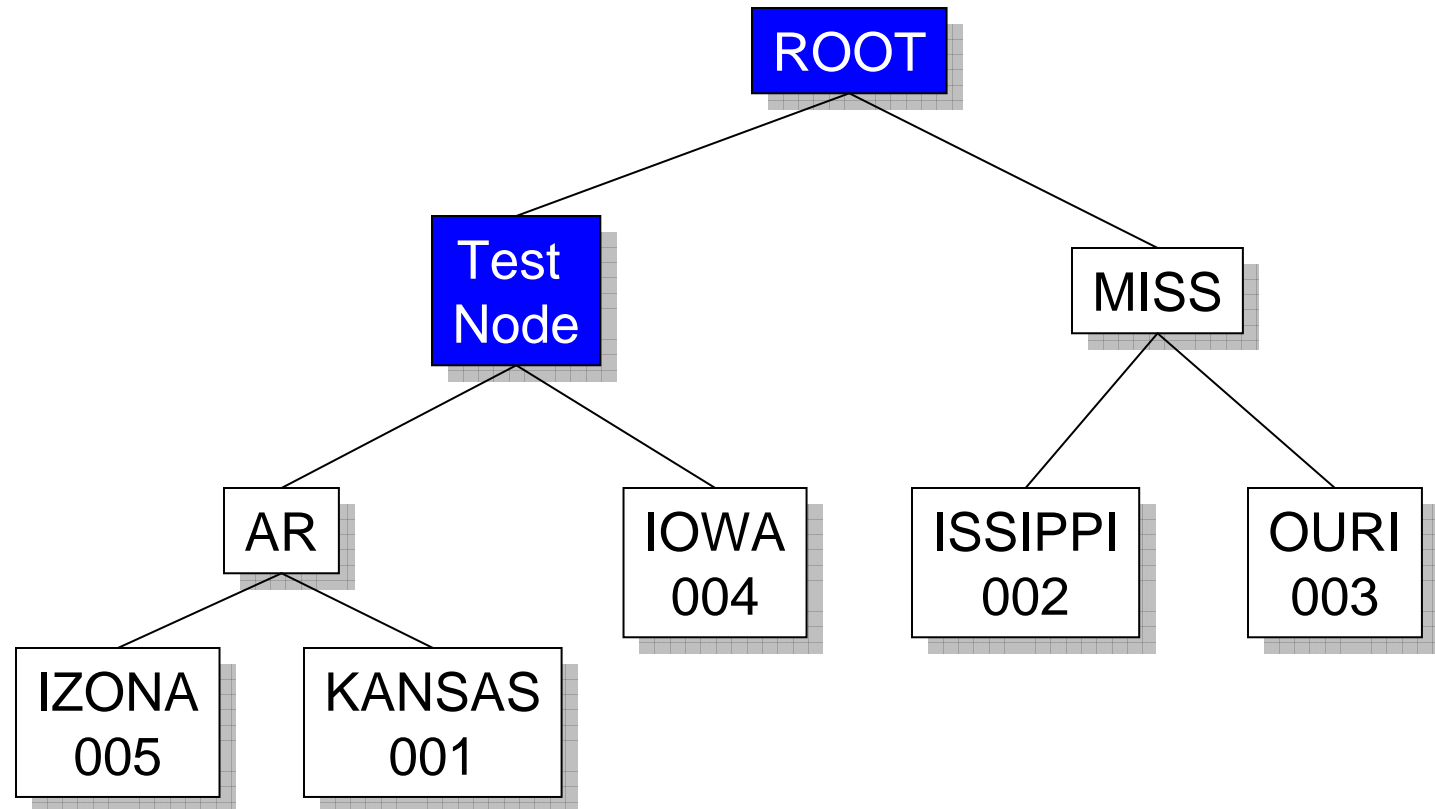 ROOT
Test
Node
MISS
AR
IOWA
004
ISSIPPI
002
OURI
003
IZONA
005
KANSAS
001